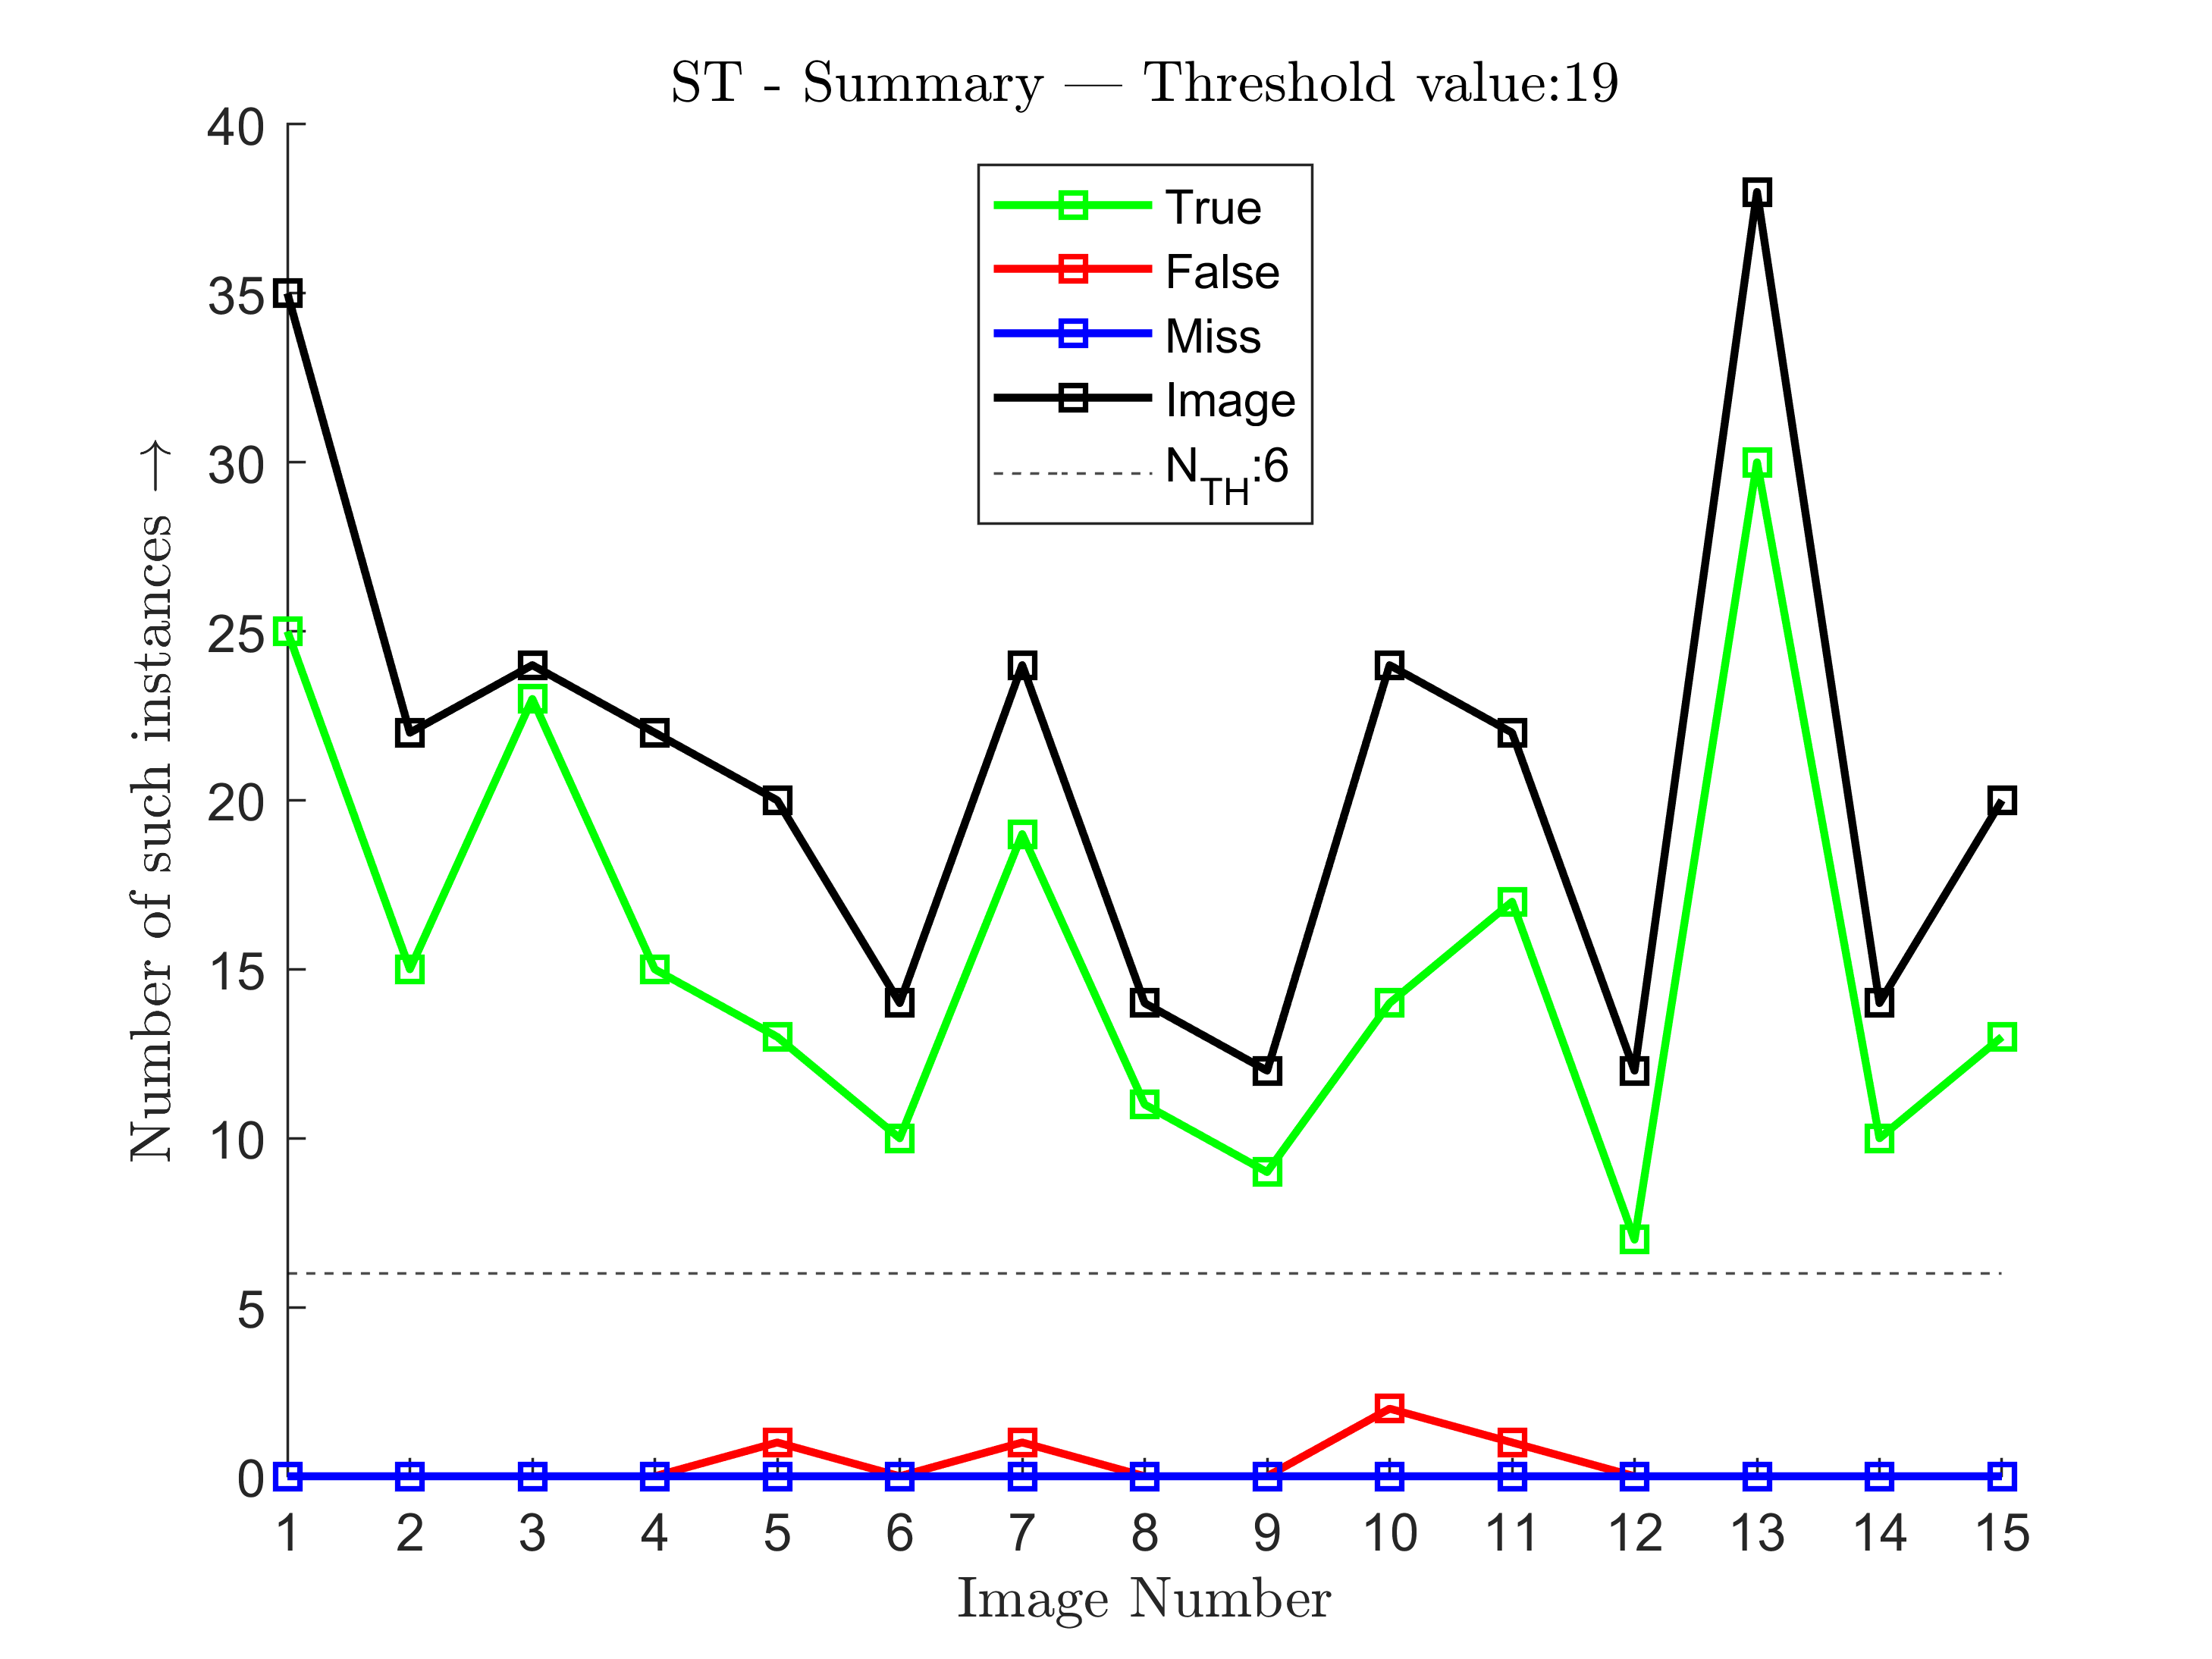 ST - Summary — Threshold value:19
40
35
30
25
20
15
10
5
0
Number of such instances →
True
False
Miss
Image
N_TH:6
1 2 3 4 5 6 7 8 9 10 11 12 13 14 15
Image Number